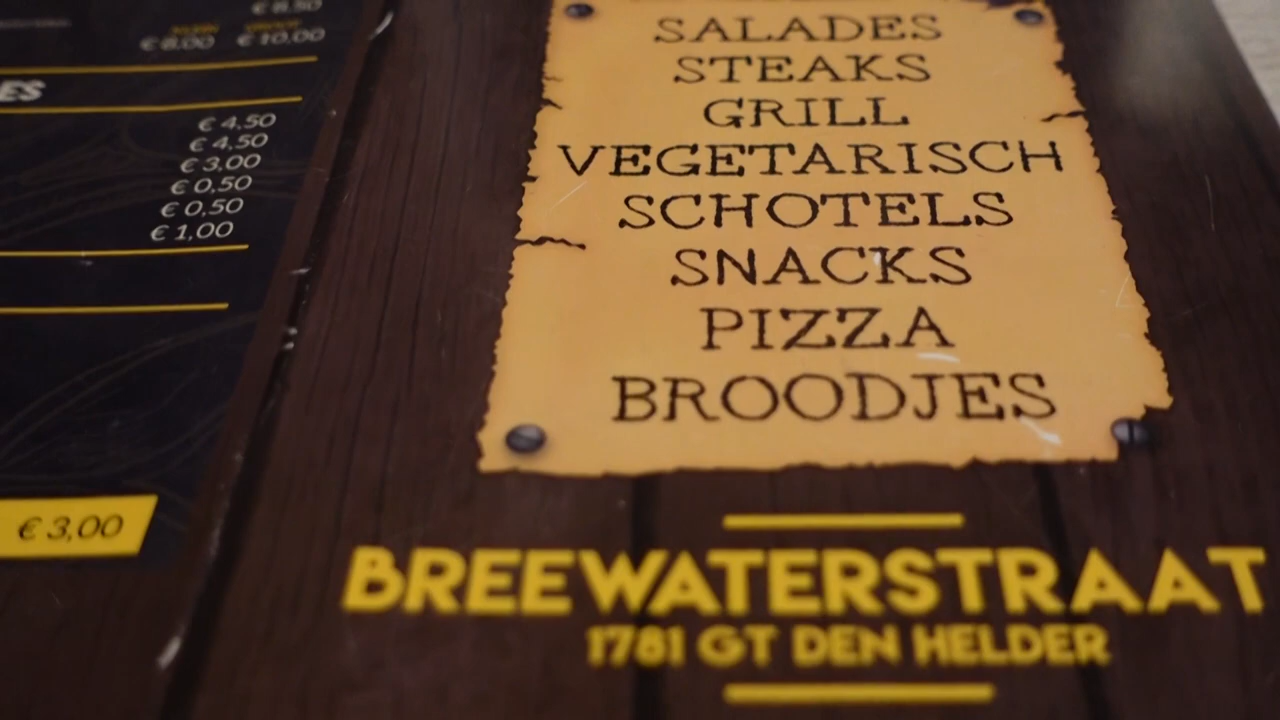 € 8,50
KLEIN GROOT
€ 8,00 € 10,00
ES
€ 4,50
€ 4,50
€ 3,00
€ 0,50
€ 0,50
€ 1,00
€ 3,00
SALADES
STEAKS
GRILL
VEGETARISCH
SCHOTELS
SNACKS
PIZZA
BROODJES
BREEWATERSTRAAT
1781 GT DEN HELDER